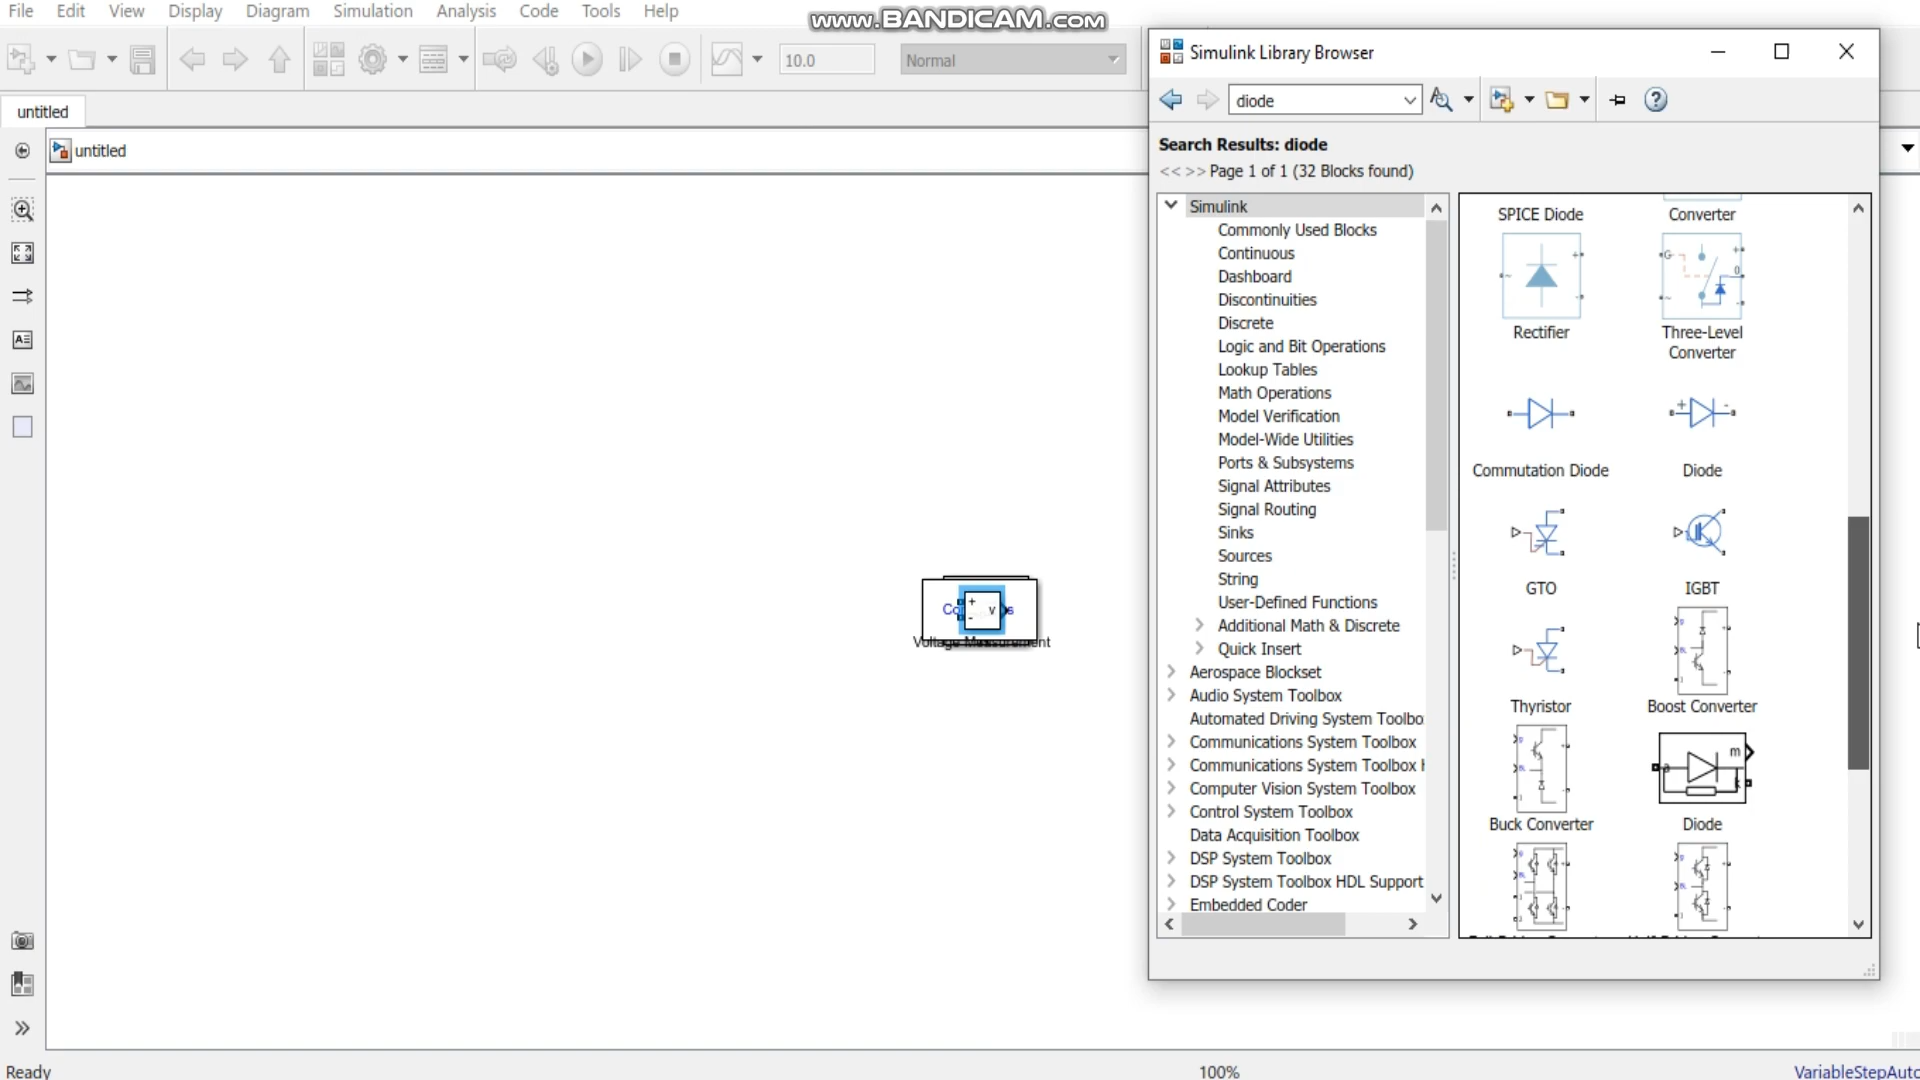 File Edit View Display Diagram Simulation Analysis Code Tools Help
www.BANDICAM.com
10.0
Normal
untitled
untitled
Voltage Measurement
+
-
v
Simulink Library Browser
diode
Search Results: diode
<< >> Page 1 of 1 (32 Blocks found)
Simulink
Commonly Used Blocks
Continuous
Dashboard
Discontinuities
Discrete
Logic and Bit Operations
Lookup Tables
Math Operations
Model Verification
Model-Wide Utilities
Ports & Subsystems
Signal Attributes
Signal Routing
Sinks
Sources
String
User-Defined Functions
Additional Math & Discrete
Quick Insert
Aerospace Blockset
Audio System Toolbox
Automated Driving System Toolbo
Communications System Toolbox
Communications System Toolbox H
Computer Vision System Toolbox
Control System Toolbox
Data Acquisition Toolbox
DSP System Toolbox
DSP System Toolbox HDL Support
Embedded Coder
SPICE Diode
Converter
Rectifier
Three-Level
Converter
Commutation Diode
Diode
GTO
IGBT
Thyristor
Boost Converter
Buck Converter
m
Diode
Ready
100%
VariableStepAuto